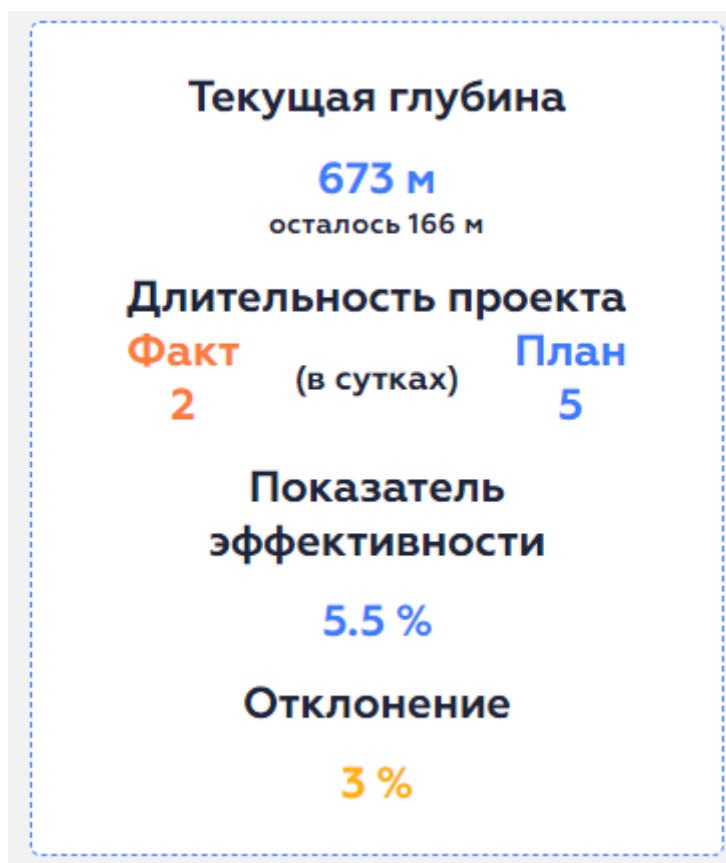 Текущая глубина
673 м
осталось 166 м
Длительность проекта
Факт (в сутках) План
2 5
Показатель
эффективности
5.5 %
Отклонение
3 %